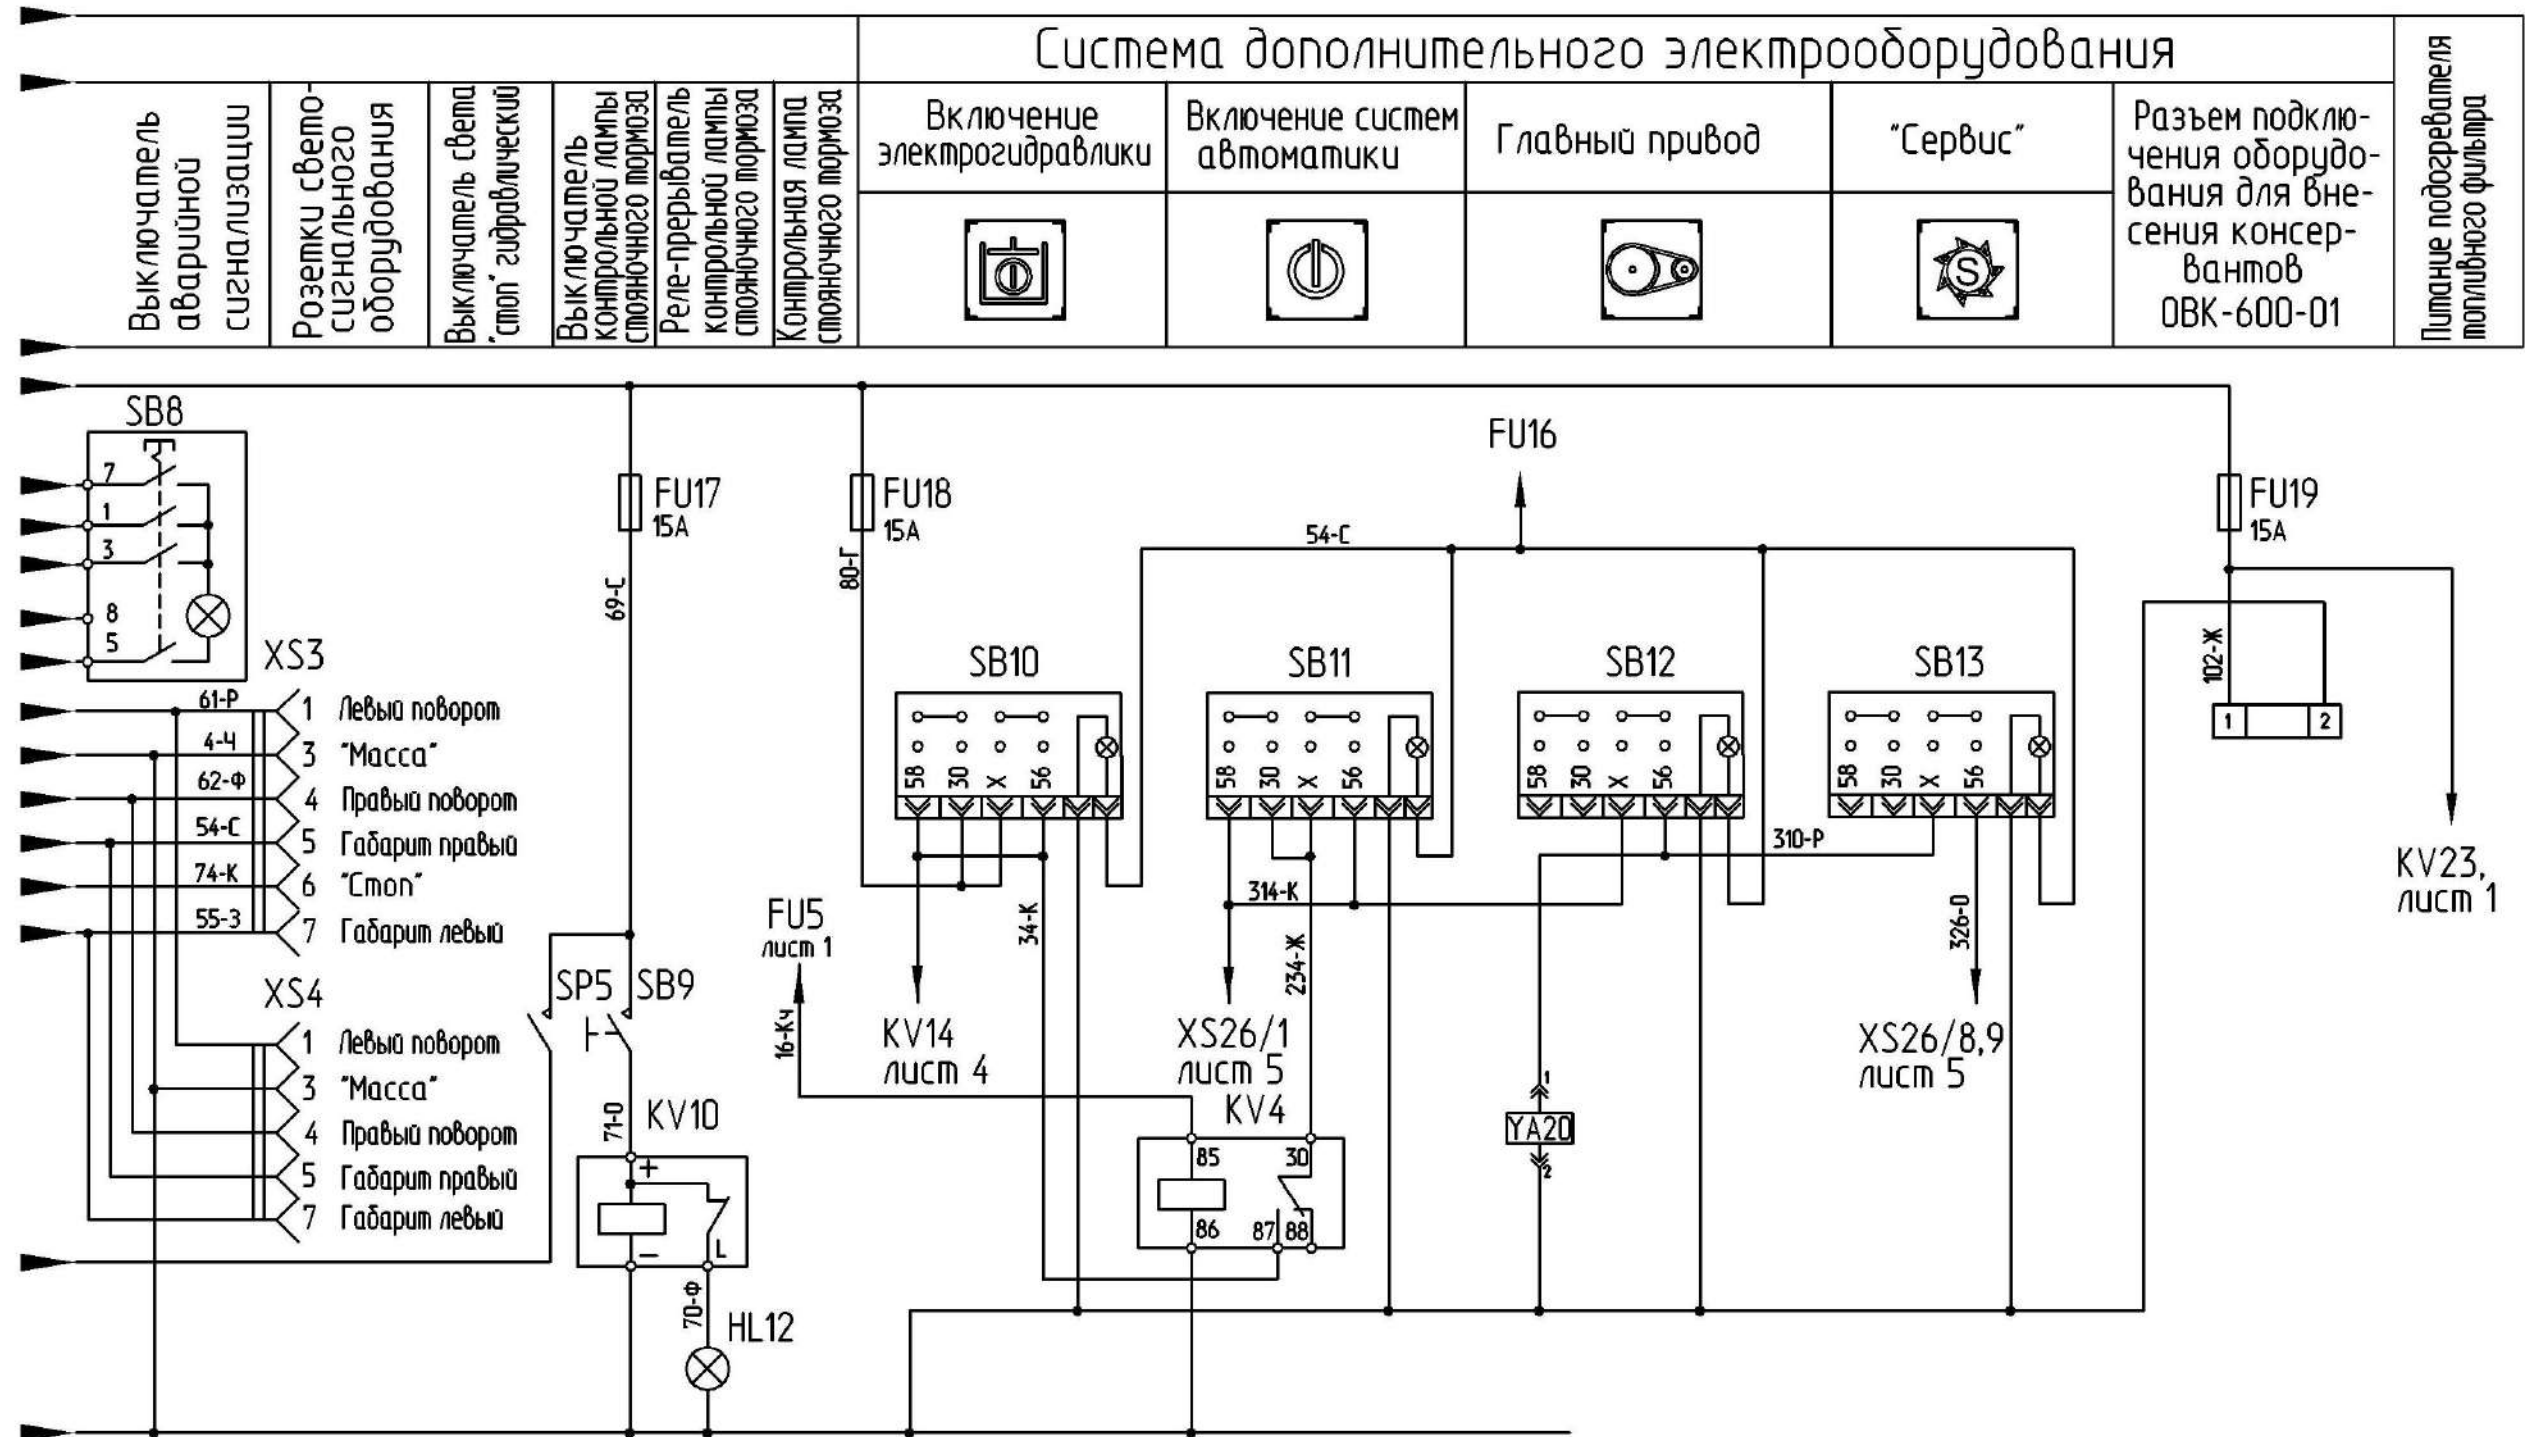 Система дополнительного электрооборудования
Выключатель
аварийной
сигнализации
Розетки свето-
сигнального
оборудования
Выключатель света
"стоп" гидравлический
Выключатель
контрольной лампы
стояночного тормоза
Реле-прерыватель
контрольной лампы
стояночного тормоза
Контрольная лампа
стояночного тормоза
Включение
электрогидравлики
Включение систем
автоматики
Главный привод
"Сервис"
S
Разъем подклю-
чения оборудо-
вания для вне-
сения консер-
вантов
ОВК-600-01
Питание подогревателя
топливного фильтра
SB8
7
1
3
8
5
FU17
15А
69-С
FU18
15А
80-Г
FU16
54-С
FU19
15А
102-Ж
1
2
KV23,
лист 1
XS3
61-Р
1
Левый поворот
4-Ч
3
"Масса"
62-Ф
4
Правый поворот
54-С
5
Габарит правый
74-К
6
"Стоп"
55-З
7
Габарит левый
XS4
1
Левый поворот
3
"Масса"
4
Правый поворот
5
Габарит правый
7
Габарит левый
SP5
SB9
71-О
KV10
+
–
L
70-Ф
HL12
SB10
58
30
X
56
SB11
58
30
X
56
SB12
58
30
X
56
SB13
58
30
X
56
310-Р
314-К
34-К
234-Ж
326-О
FU5
лист 1
16-Кч
KV14
лист 4
XS26/1
лист 5
XS26/8,9
лист 5
KV4
85
30
86
87
88
1
YA20
2